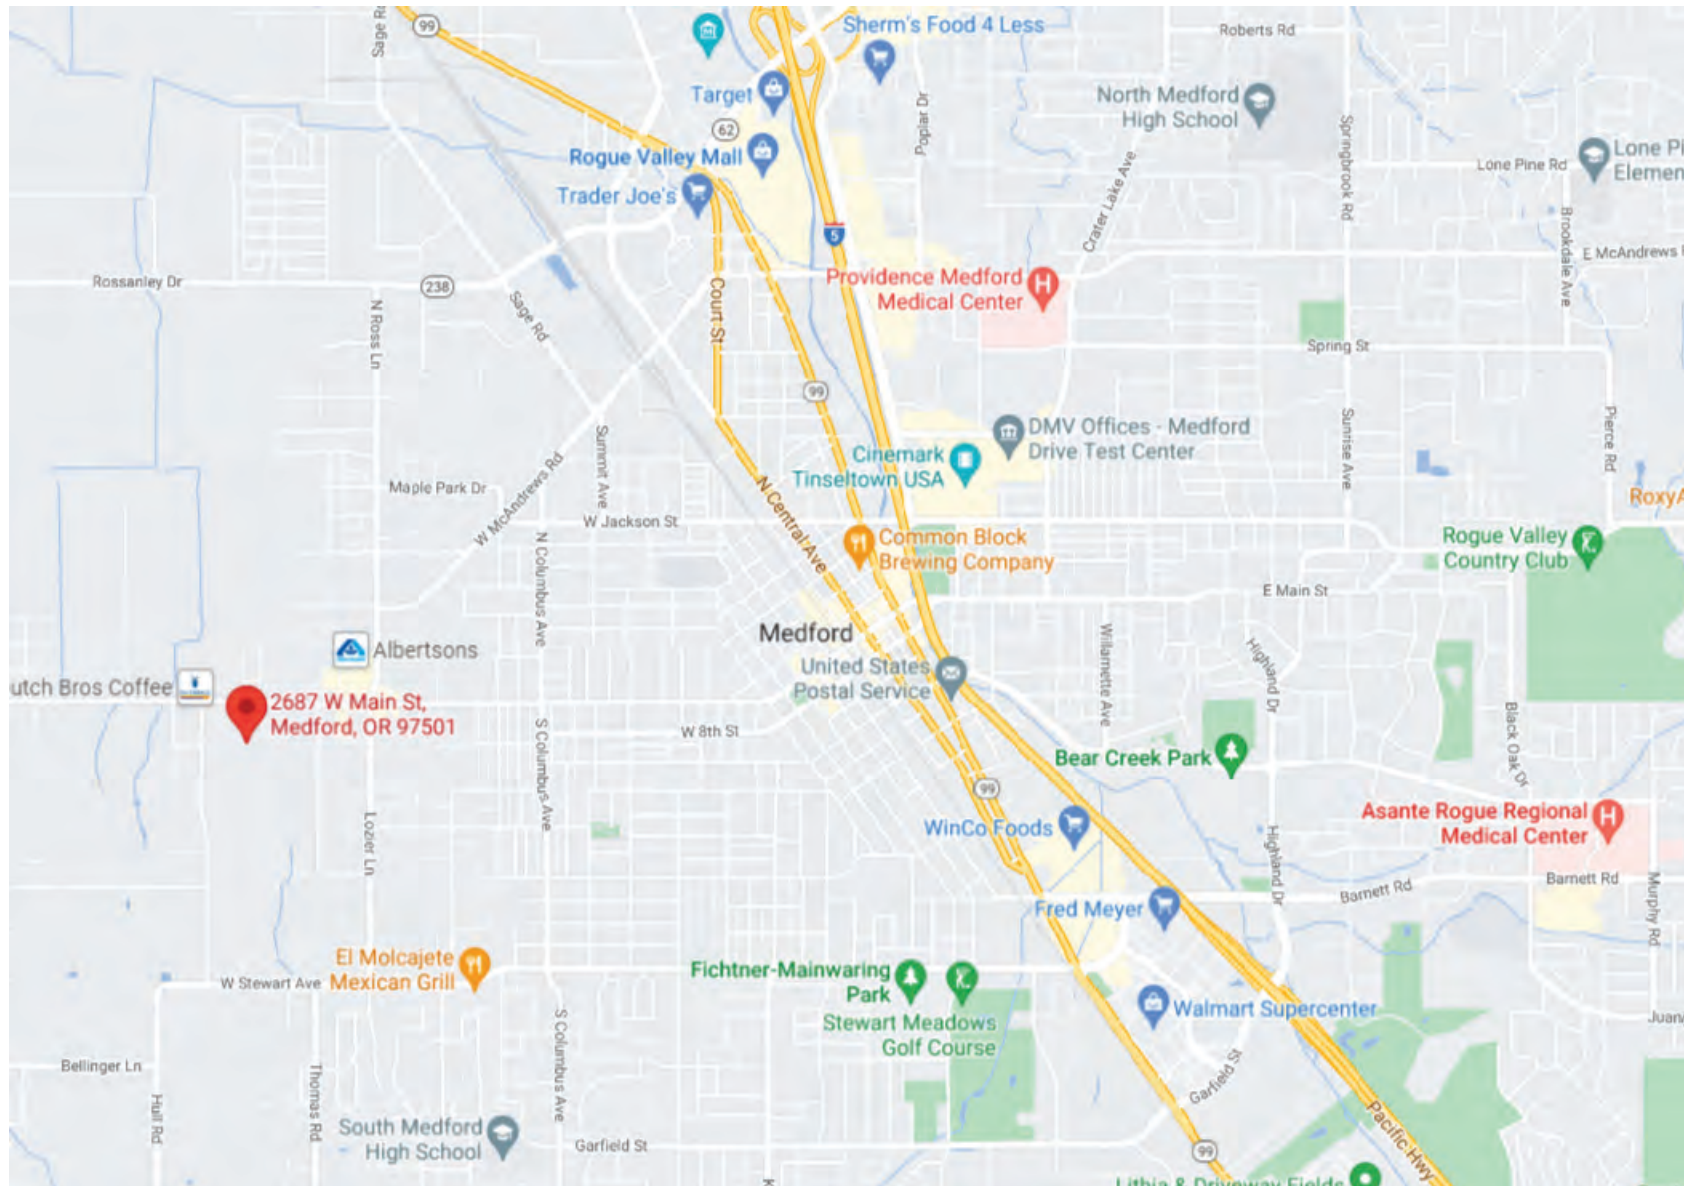 99
Sage R
Sherm's Food 4 Less
Roberts Rd
Target
62
Poplar Dr
North Medford
High School
Springbrook Rd
Rogue Valley Mall
Trader Joe's
Crater Lake Ave
Lone Pine Rd
Lone Pi
Elemen
Brookdale Ave
5
E McAndrews
Rossanley Dr
238
Sage Rd
N Ross Ln
Court St
Providence Medford
Medical Center
Spring St
99
Summit Ave
DMV Offices - Medford
Drive Test Center
Cinemark
Tinseltown USA
Sunrise Ave
Pierce Rd
Maple Park Dr
W McAndrews Rd
W Jackson St
N Central Ave
RoxyA
N Columbus Ave
Common Block
Brewing Company
Rogue Valley
Country Club
E Main St
Medford
Albertsons
Willamette Ave
Highland Dr
utch Bros Coffee
2687 W Main St,
Medford, OR 97501
United States
Postal Service
W 8th St
S Columbus Ave
Black Oak Dr
Bear Creek Park
99
WinCo Foods
Asante Rogue Regional
Medical Center
Lozier Ln
Highland Dr
Barnett Rd
Barnett Rd
Murphy Rd
Fred Meyer
El Molcajete
Mexican Grill
W Stewart Ave
Fichtner-Mainwaring
Park
Stewart Meadows
Golf Course
Walmart Supercenter
Juan
S Columbus Ave
Bellinger Ln
Hull Rd
Thomas Rd
Garfield St
South Medford
High School
Garfield St
99
Pacific Hwy
K
Lithia & Driveway Fields